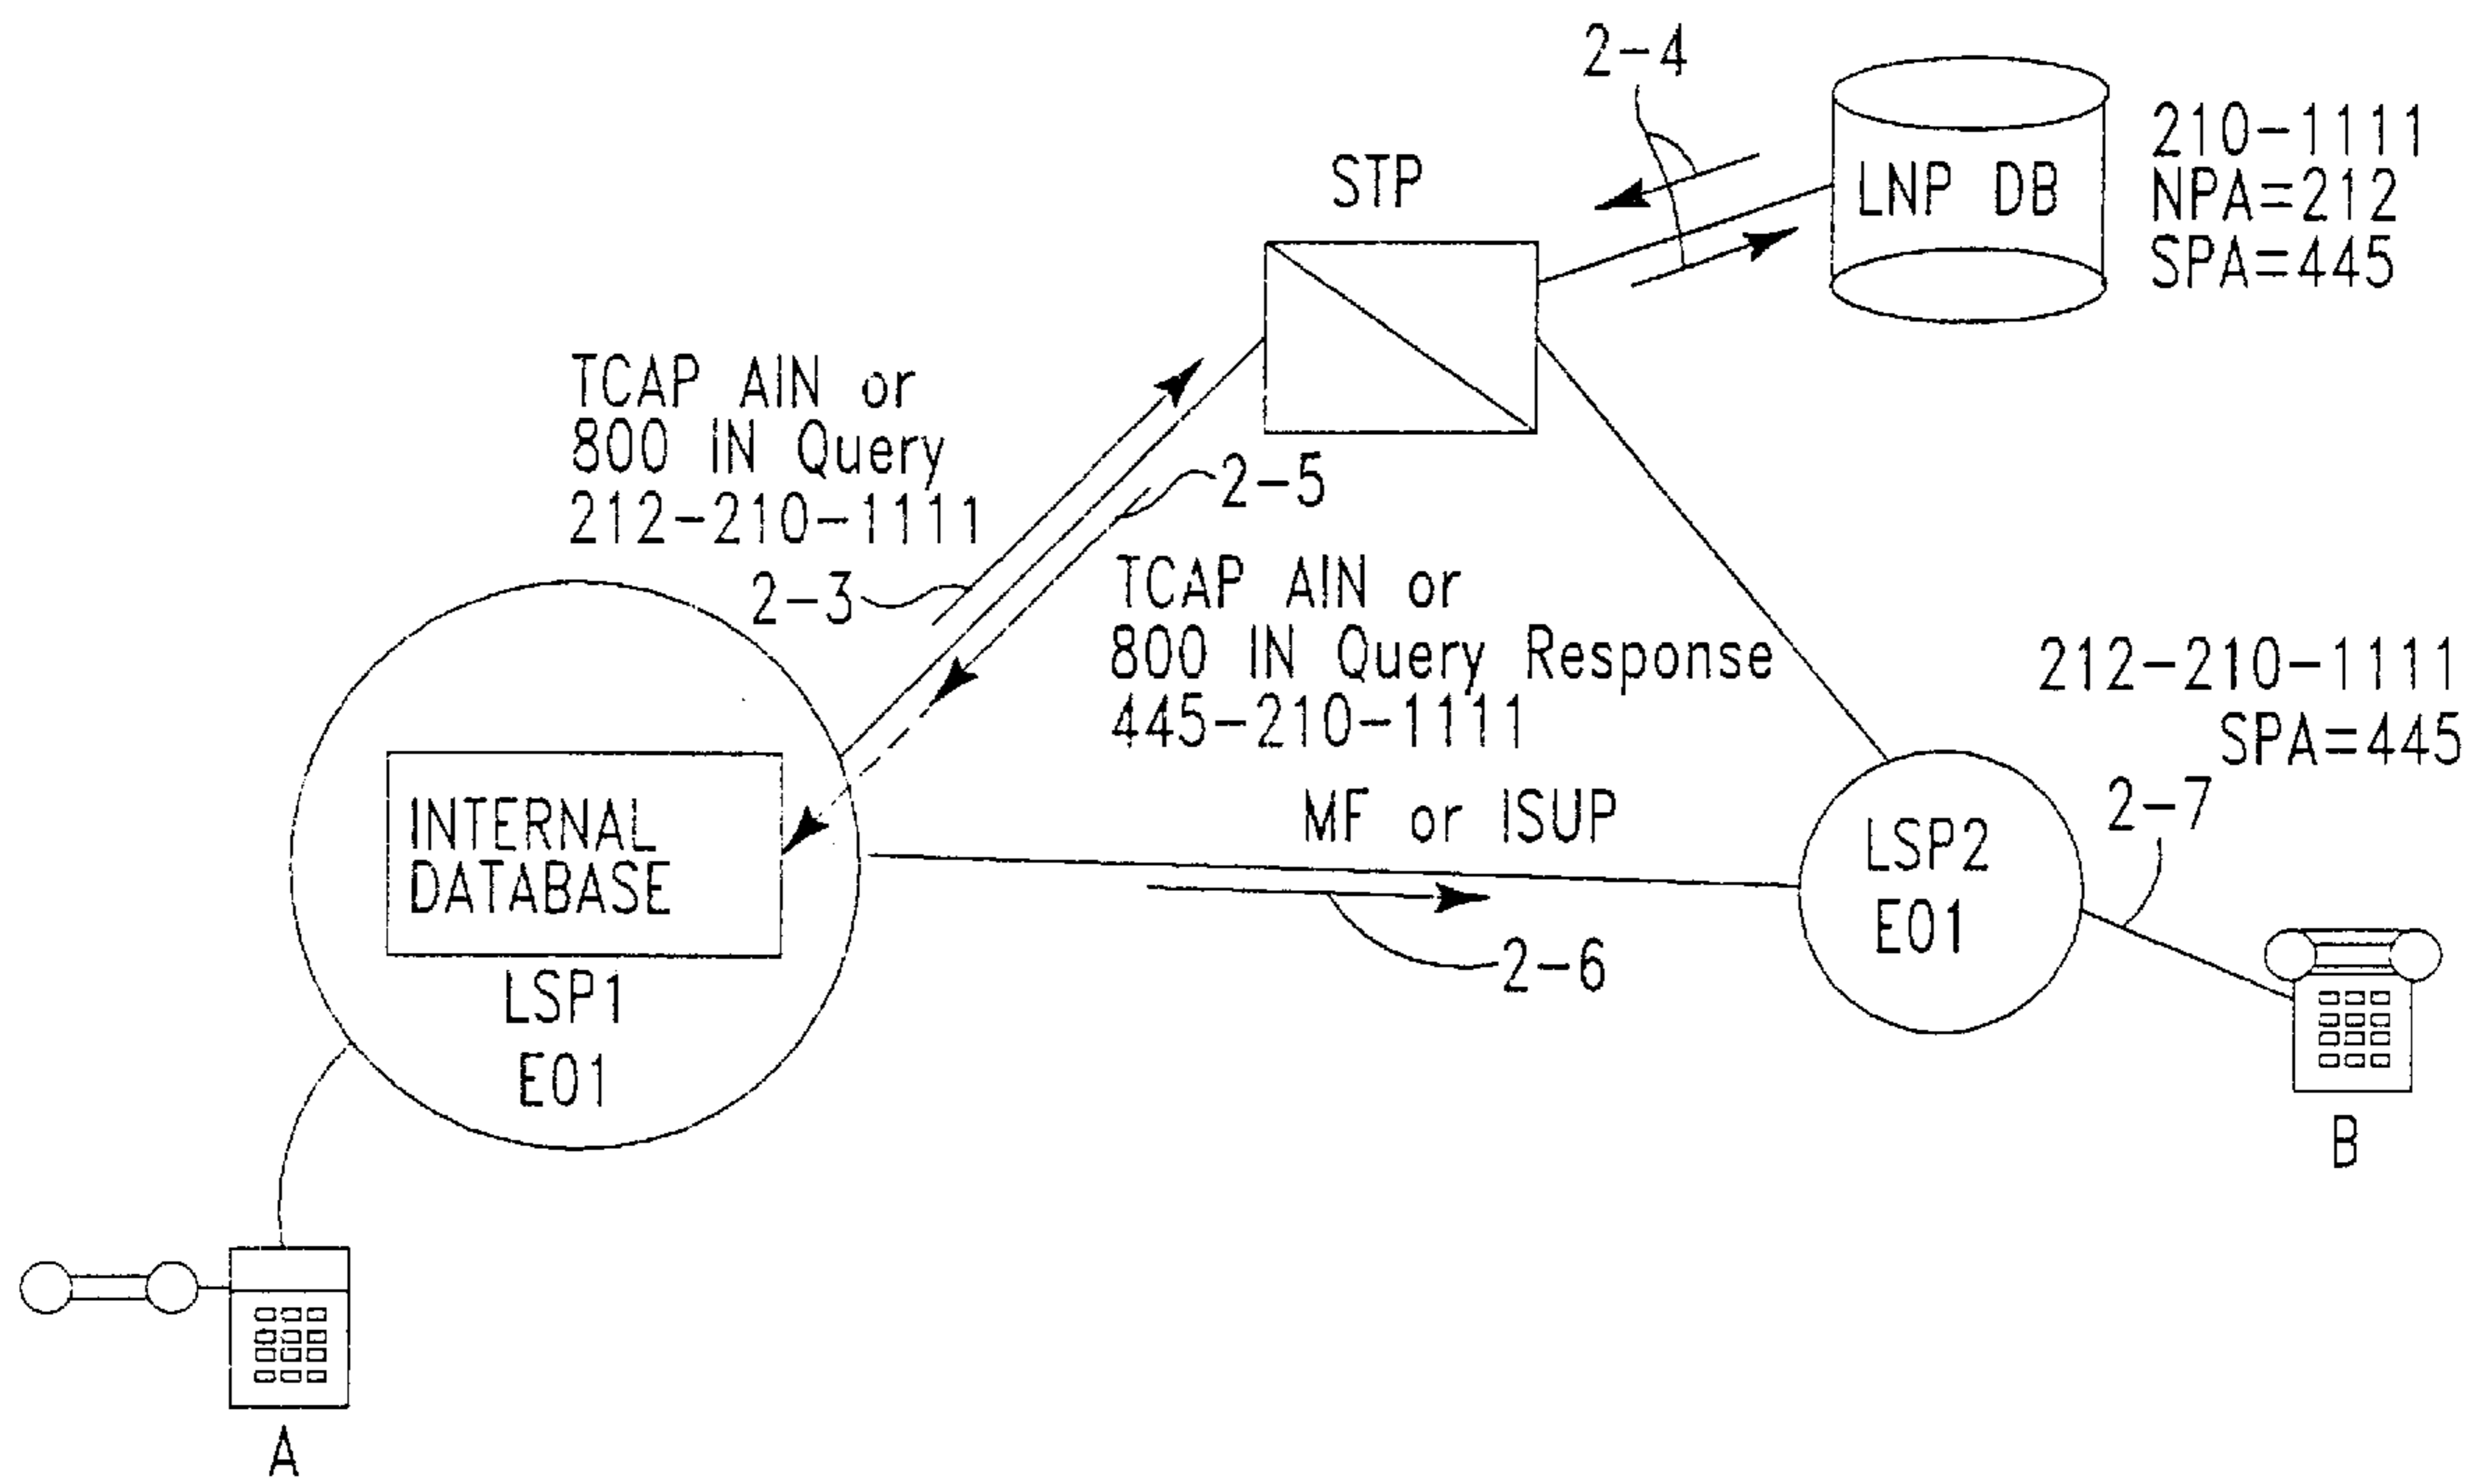 2-4
STP
LNP DB
210-1111
NPA=212
SPA=445
TCAP AIN or
800 IN Query
212-210-1111
2-3
2-5
TCAP AIN or
800 IN Query Response
445-210-1111
212-210-1111
SPA=445
2-7
MF or ISUP
INTERNAL
DATABASE
LSP1
E01
2-6
LSP2
E01
B
A